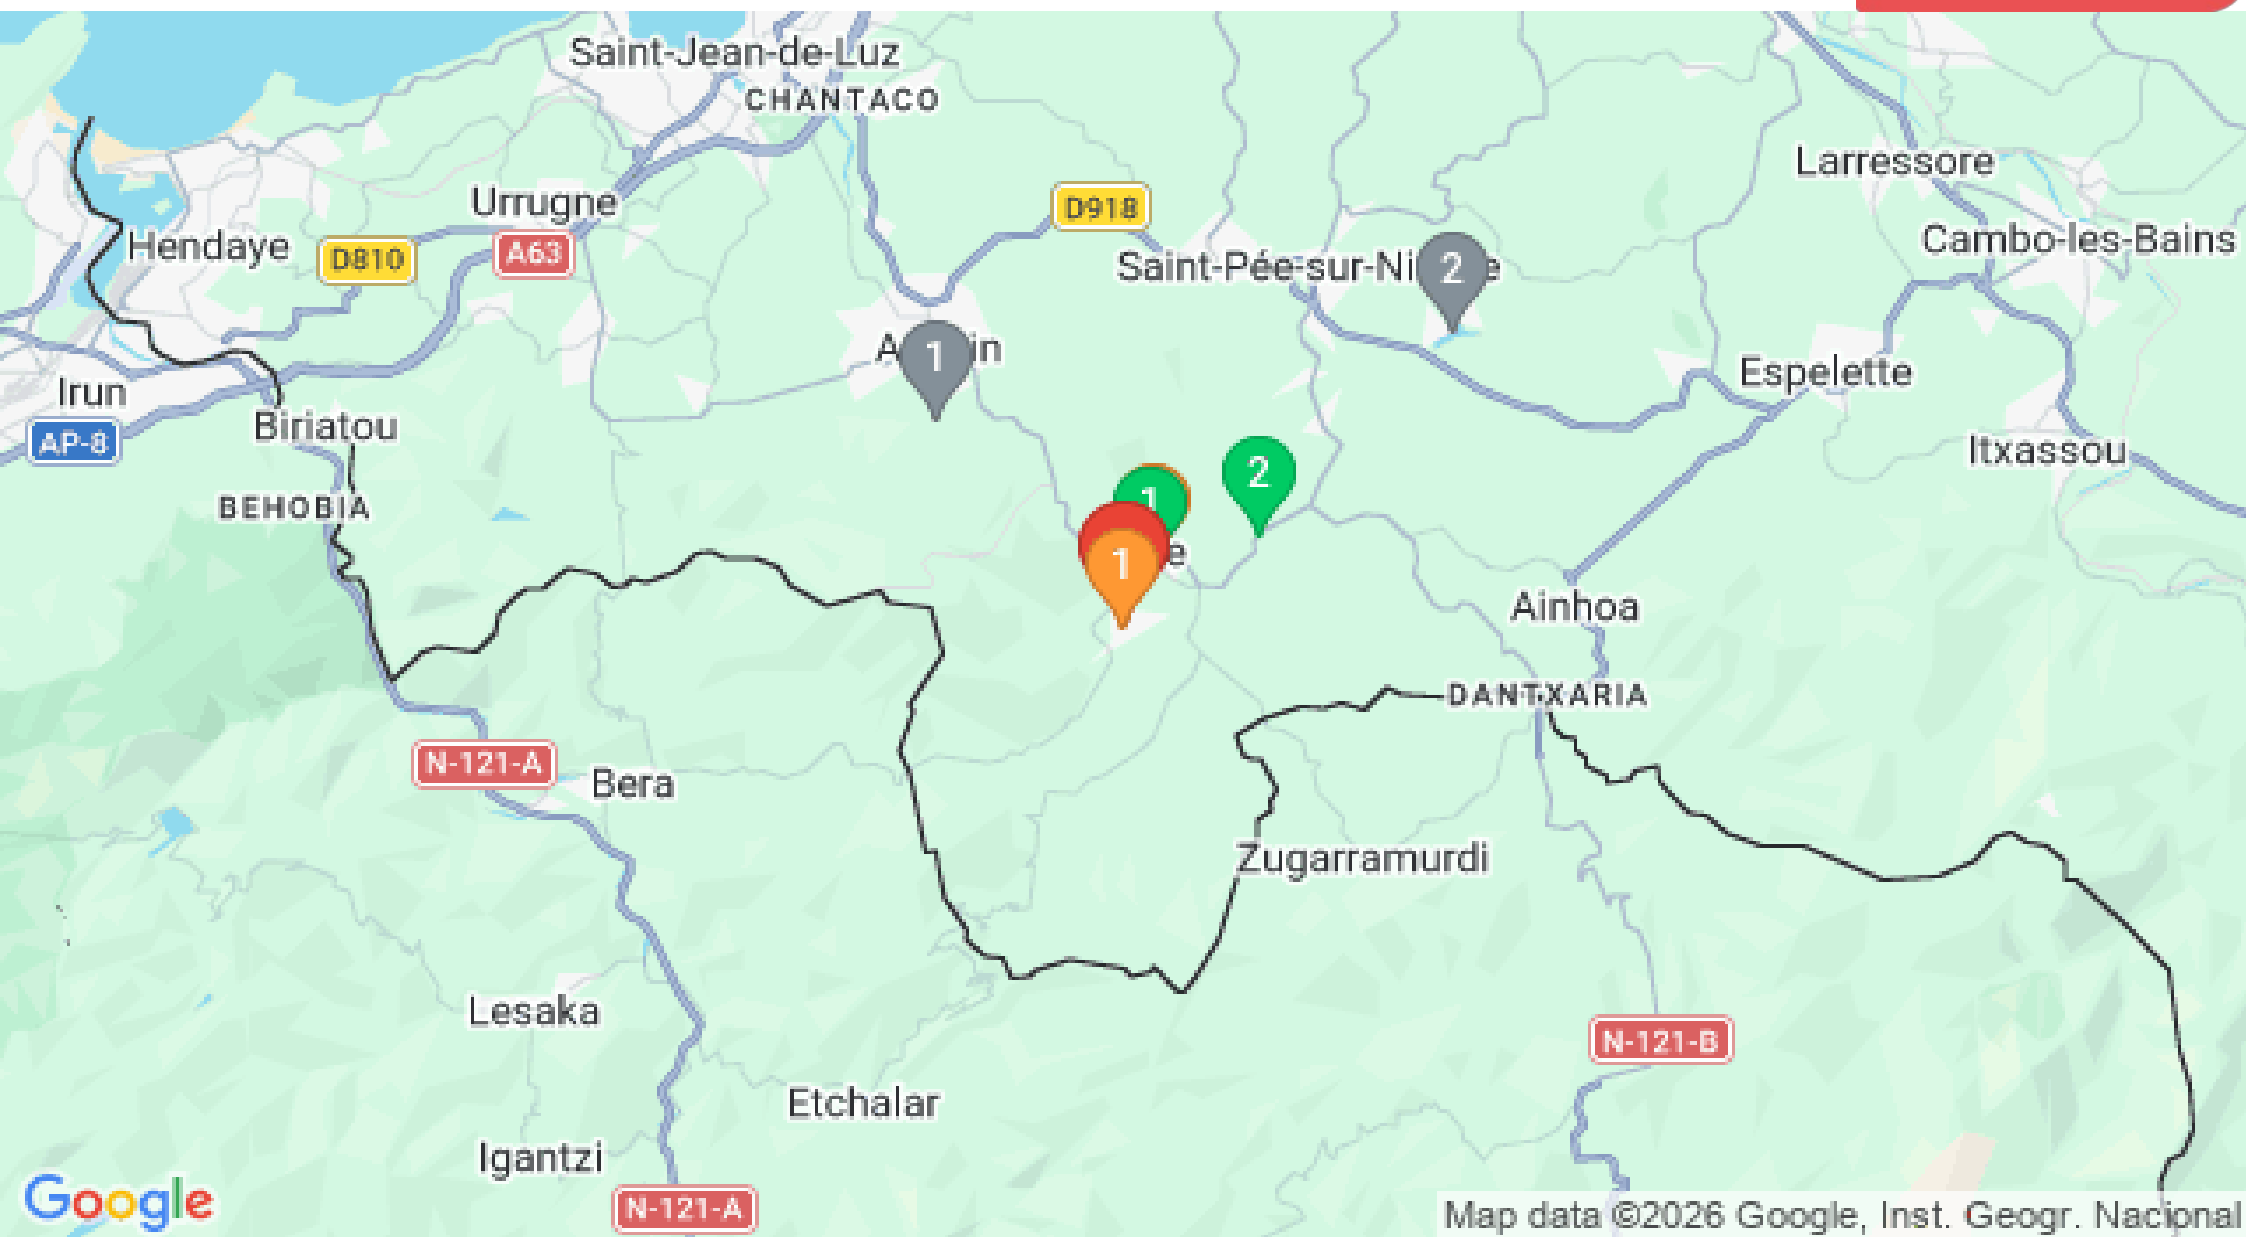 Saint-Jean-de-Luz
CHANTACO
Larressore
Urrugne
D918
Hendaye
D810
A63
Cambo-les-Bains
2
1
Irun
Espelette
AP-8
Biriatou
Itxassou
BEHOBIA
2
1
1
Ainhoa
DANTXARIA
N-121-A
Bera
Zugarramurdi
Lesaka
N-121-B
Etchalar
Igantzi
Google
N-121-A
Map data ©2026 Google, Inst. Geogr. Nacional